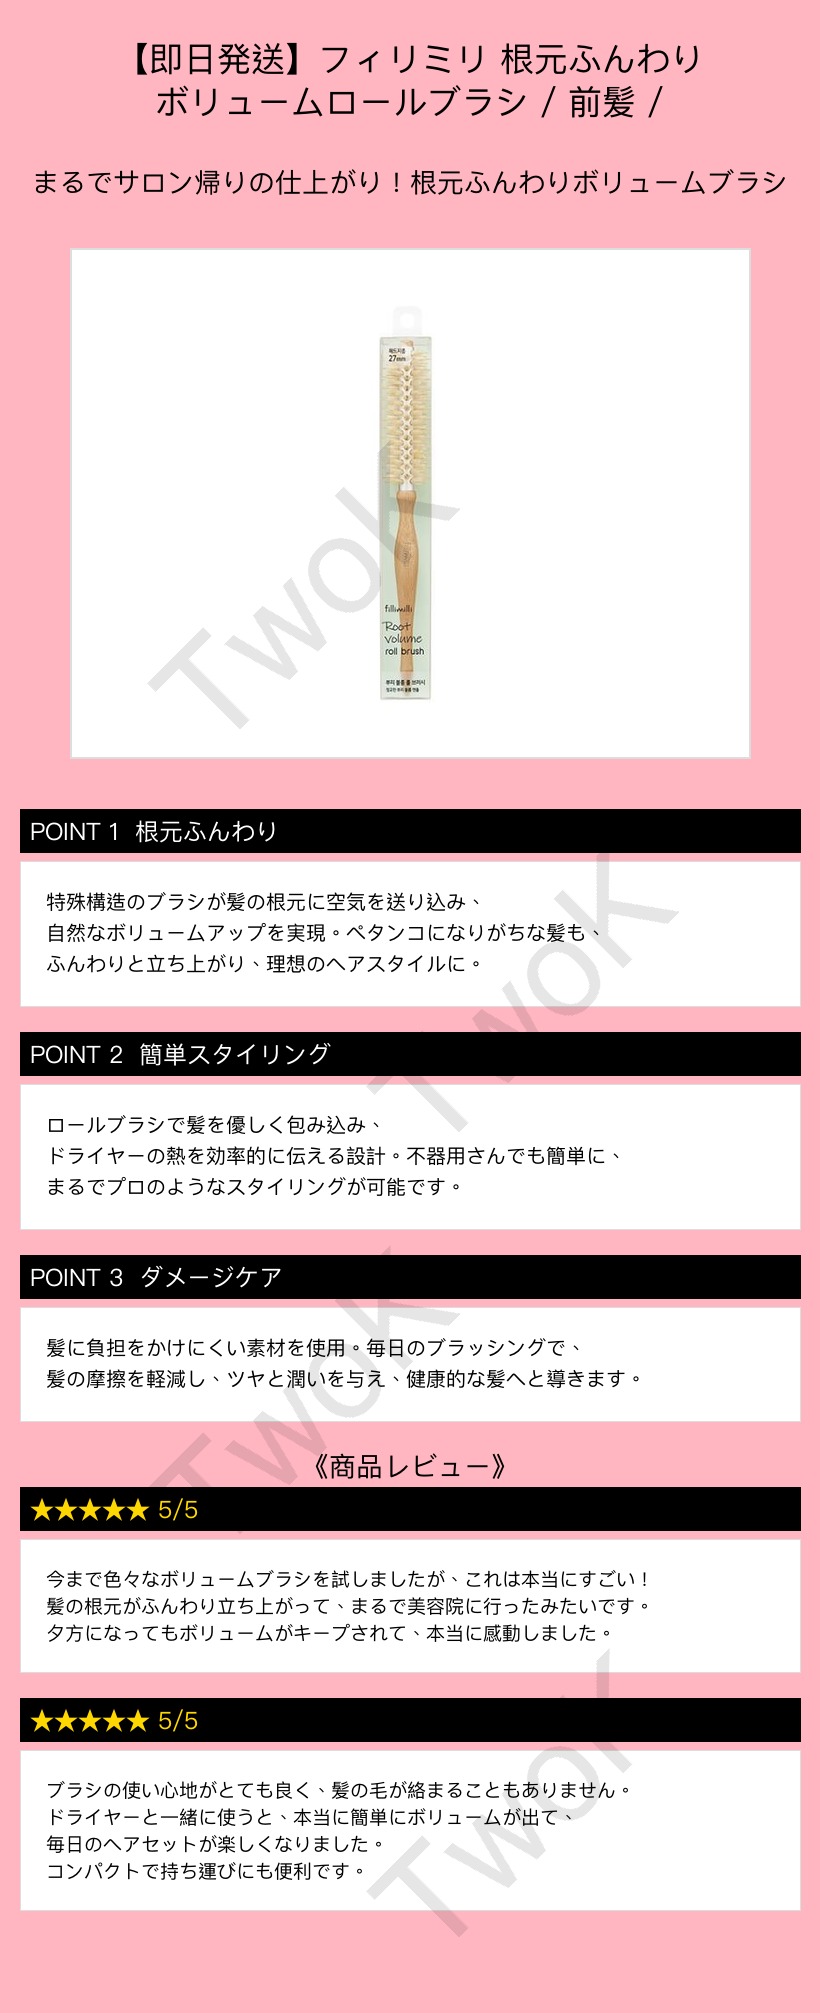 【即日発送】フィリミリ 根元ふんわり
ボリュームロールブラシ / 前髪 /
まるでサロン帰りの仕上がり！根元ふんわりボリュームブラシ
헤드지름
27mm
fillimilli
Root
volume
roll brush
뿌리 볼륨 롤 브러시
TwoK
POINT 1 根元ふんわり
特殊構造のブラシが髪の根元に空気を送り込み、
自然なボリュームアップを実現。ペタンコになりがちな髪も、
ふんわりと立ち上がり、理想のヘアスタイルに。
TwoK
POINT 2 簡単スタイリング
ロールブラシで髪を優しく包み込み、
ドライヤーの熱を効率的に伝える設計。不器用さんでも簡単に、
まるでプロのようなスタイリングが可能です。
POINT 3 ダメージケア
髪に負担をかけにくい素材を使用。毎日のブラッシングで、
髪の摩擦を軽減し、ツヤと潤いを与え、健康的な髪へと導きます。
TwoK
《商品レビュー》
★★★★★ 5/5
今まで色々なボリュームブラシを試しましたが、これは本当にすごい！
髪の根元がふんわり立ち上がって、まるで美容院に行ったみたいです。
夕方になってもボリュームがキープされて、本当に感動しました。
★★★★★ 5/5
ブラシの使い心地がとても良く、髪の毛が絡まることもありません。
ドライヤーと一緒に使うと、本当に簡単にボリュームが出て、
毎日のヘアセットが楽しくなりました。
コンパクトで持ち運びにも便利です。
TwoK